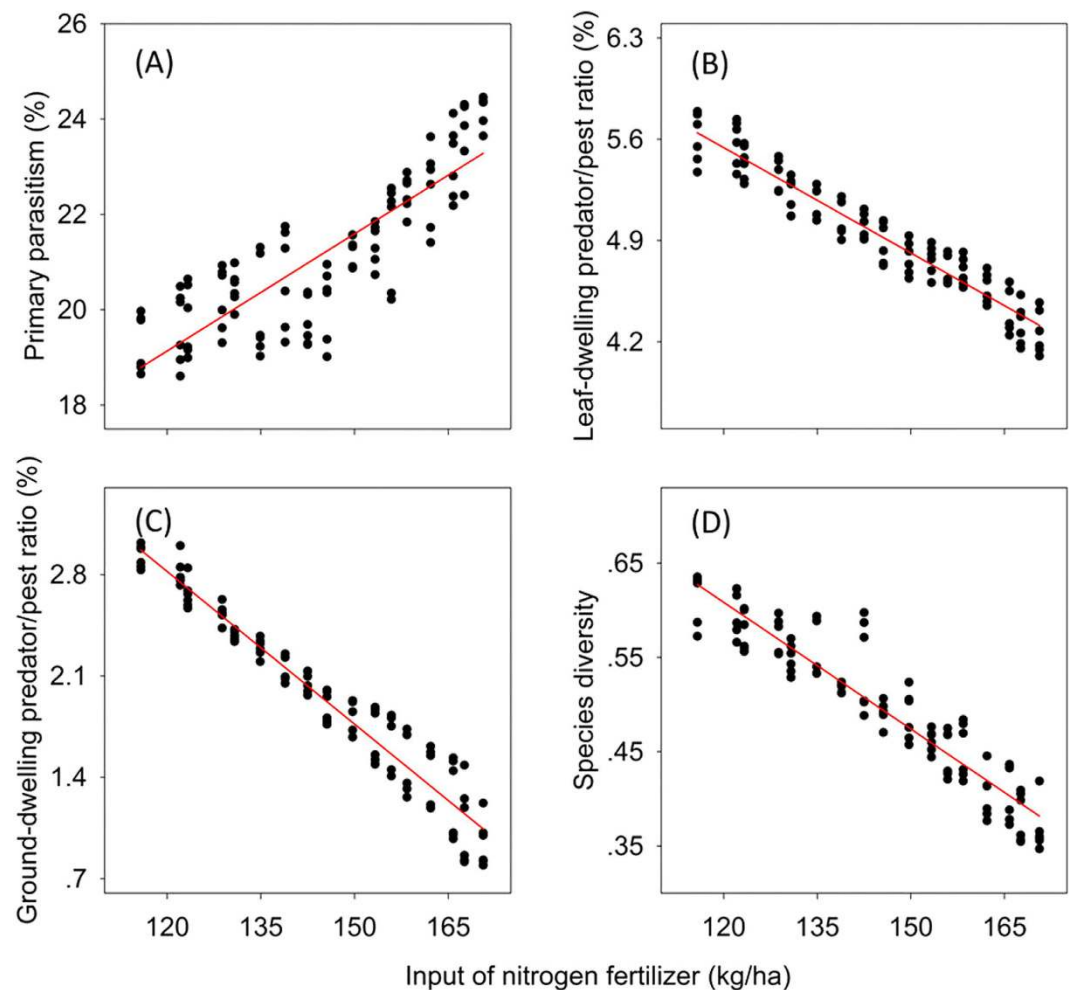 26
24
22
20
18
Primary parasitism (%)
(A)
6.3
5.6
4.9
4.2
Leaf-dwelling predator/pest ratio (%)
(B)
2.8
2.1
1.4
.7
Ground-dwelling predator/pest ratio (%)
(C)
120 135 150 165
.65
.55
.45
.35
Species diversity
(D)
120 135 150 165
Input of nitrogen fertilizer (kg/ha)